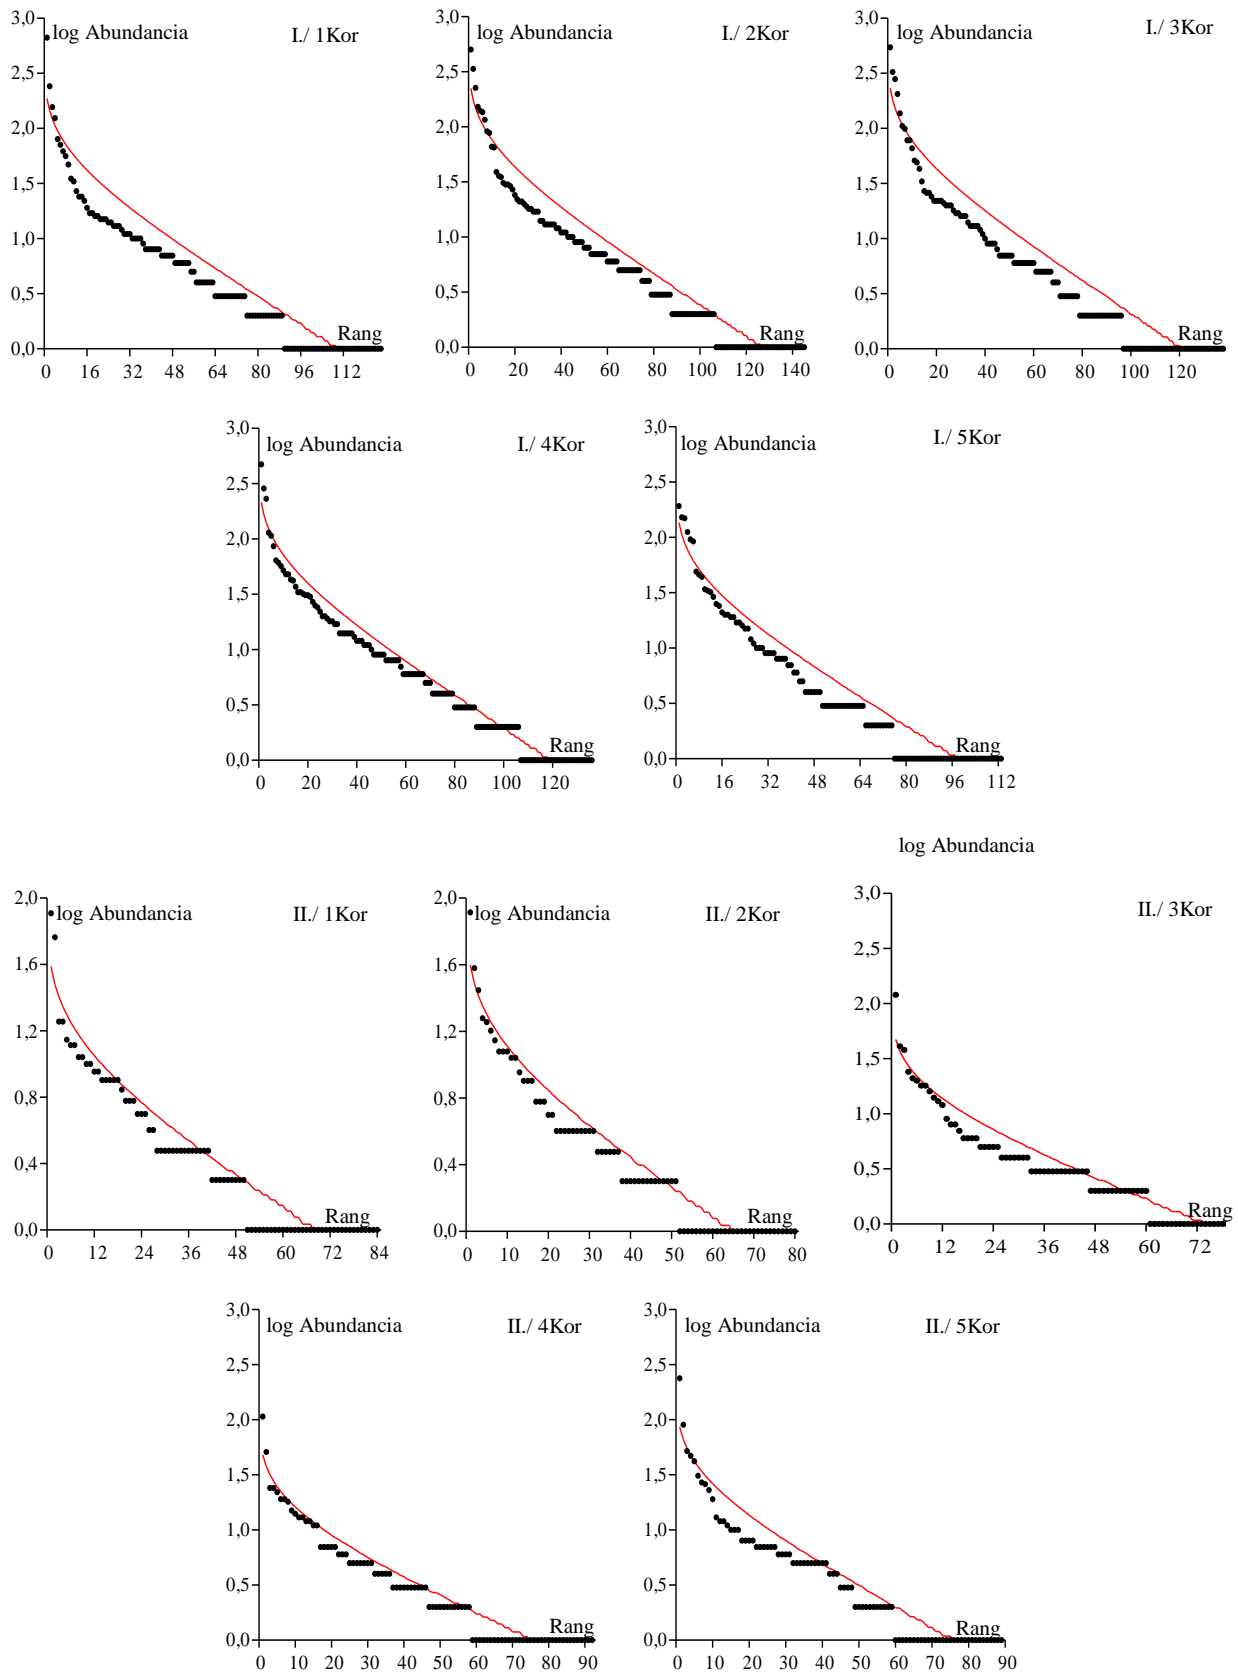 log Abundancia
I./ 1Kor
3,0
2,5
2,0
1,5
1,0
0,5
0,0
Rang
0 16 32 48 64 80 96 112
log Abundancia
I./ 2Kor
3,0
2,5
2,0
1,5
1,0
0,5
0,0
Rang
0 20 40 60 80 100 120 140
log Abundancia
I./ 3Kor
3,0
2,5
2,0
1,5
1,0
0,5
0,0
Rang
0 20 40 60 80 100 120
log Abundancia
I./ 4Kor
3,0
2,5
2,0
1,5
1,0
0,5
0,0
Rang
0 20 40 60 80 100 120
log Abundancia
I./ 5Kor
3,0
2,5
2,0
1,5
1,0
0,5
0,0
Rang
0 16 32 48 64 80 96 112
log Abundancia
II./ 1Kor
2,0
1,6
1,2
0,8
0,4
0,0
Rang
0 12 24 36 48 60 72 84
log Abundancia
II./ 2Kor
2,0
1,6
1,2
0,8
0,4
0,0
Rang
0 10 20 30 40 50 60 70 80
log Abundancia
II./ 3Kor
3,0
2,5
2,0
1,5
1,0
0,5
0,0
Rang
0 12 24 36 48 60 72
log Abundancia
II./ 4Kor
3,0
2,5
2,0
1,5
1,0
0,5
0,0
Rang
0 10 20 30 40 50 60 70 80 90
log Abundancia
II./ 5Kor
3,0
2,5
2,0
1,5
1,0
0,5
0,0
Rang
0 10 20 30 40 50 60 70 80 90